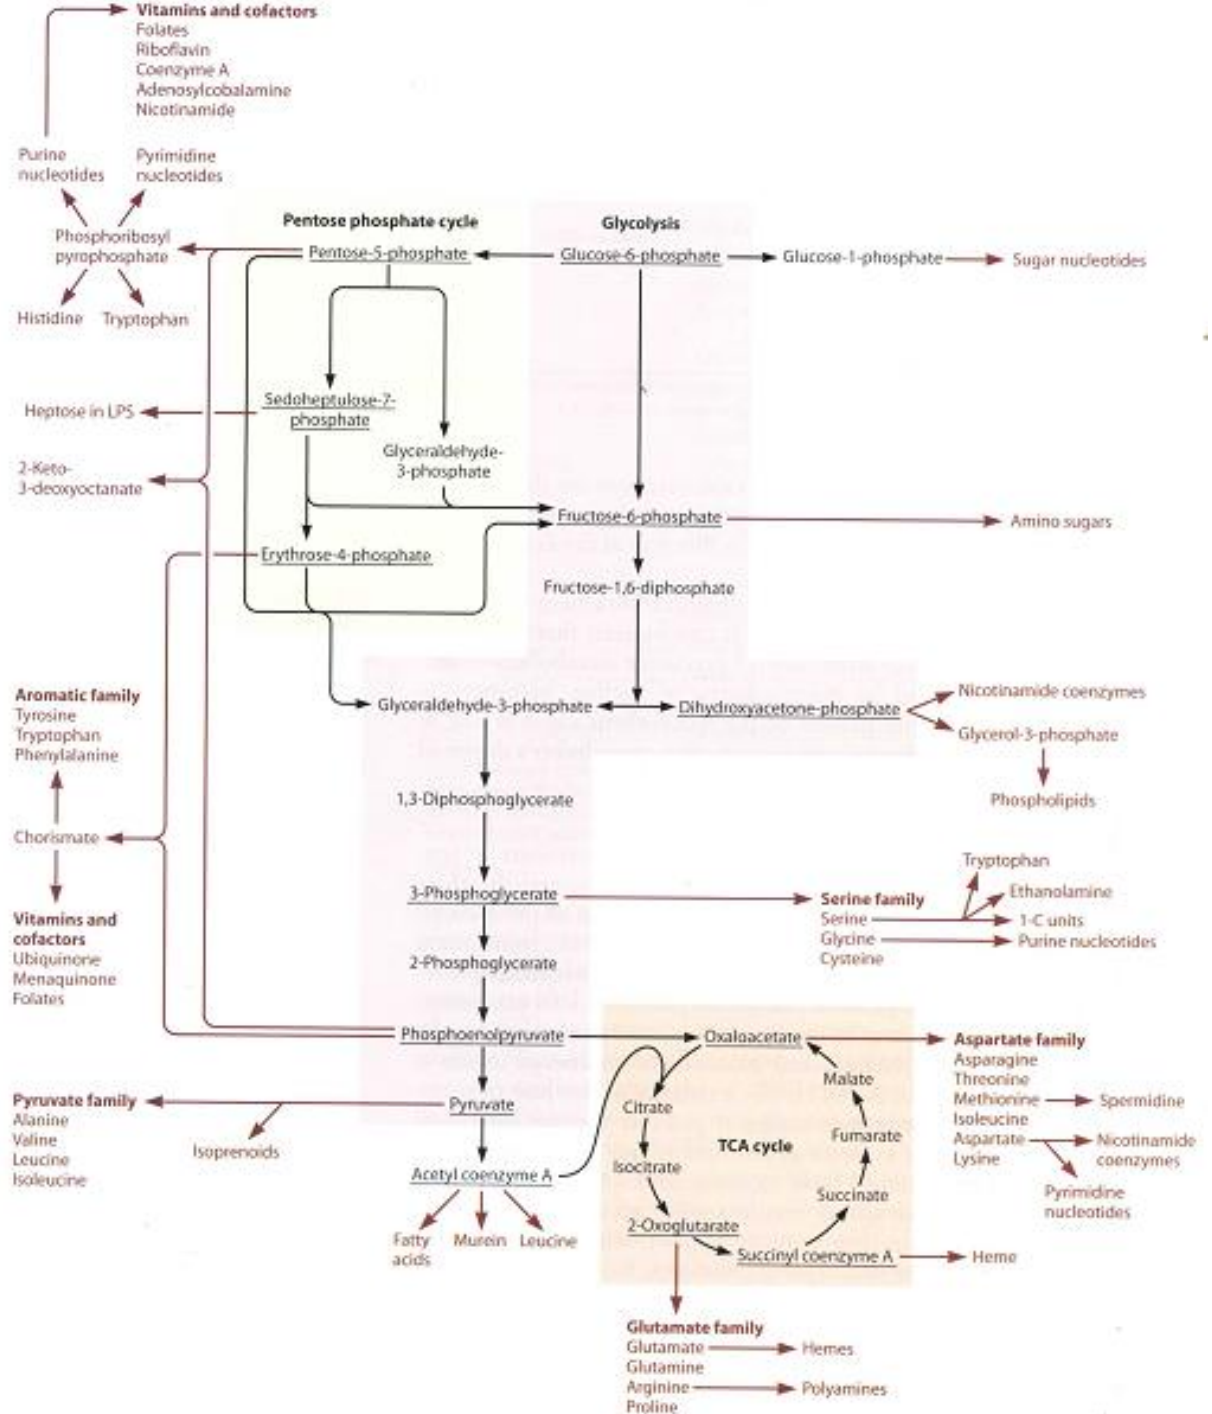 Vitamins and cofactors
Folates
Riboflavin
Coenzyme A
Adenosylcobalamine
Nicotinamide
Purine
nucleotides
Pyrimidine
nucleotides
Phosphoribosyl
pyrophosphate
Histidine
Tryptophan
Pentose phosphate cycle
Glycolysis
Pentose-5-phosphate
Glucose-6-phosphate
Glucose-1-phosphate
Sugar nucleotides
Heptose in LPS
Sedoheptulose-7-
phosphate
Glyceraldehyde-
3-phosphate
2-Keto-
3-deoxyoctanate
Fructose-6-phosphate
Amino sugars
Erythrose-4-phosphate
Fructose-1,6-diphosphate
Aromatic family
Tyrosine
Tryptophan
Phenylalanine
Glyceraldehyde-3-phosphate
Dihydroxyacetone-phosphate
Nicotinamide coenzymes
Glycerol-3-phosphate
Phospholipids
1,3-Diphosphoglycerate
Chorismate
Tryptophan
Ethanolamine
3-Phosphoglycerate
Serine family
Serine
1-C units
Glycine
Purine nucleotides
Cysteine
Vitamins and
cofactors
Ubiquinone
Menaquinone
Folates
2-Phosphoglycerate
Phosphoenolpyruvate
Oxaloacetate
Aspartate family
Asparagine
Threonine
Methionine
Spermidine
Isoleucine
Aspartate
Nicotinamide
coenzymes
Lysine
Pyrimidine
nucleotides
Malate
Citrate
Fumarate
TCA cycle
Isocitrate
Succinate
2-Oxoglutarate
Succinyl coenzyme A
Heme
Pyruvate family
Alanine
Valine
Leucine
Isoleucine
Isoprenoids
Pyruvate
Acetyl coenzyme A
Fatty
acids
Murein
Leucine
Glutamate family
Glutamate
Hemes
Glutamine
Arginine
Polyamines
Proline